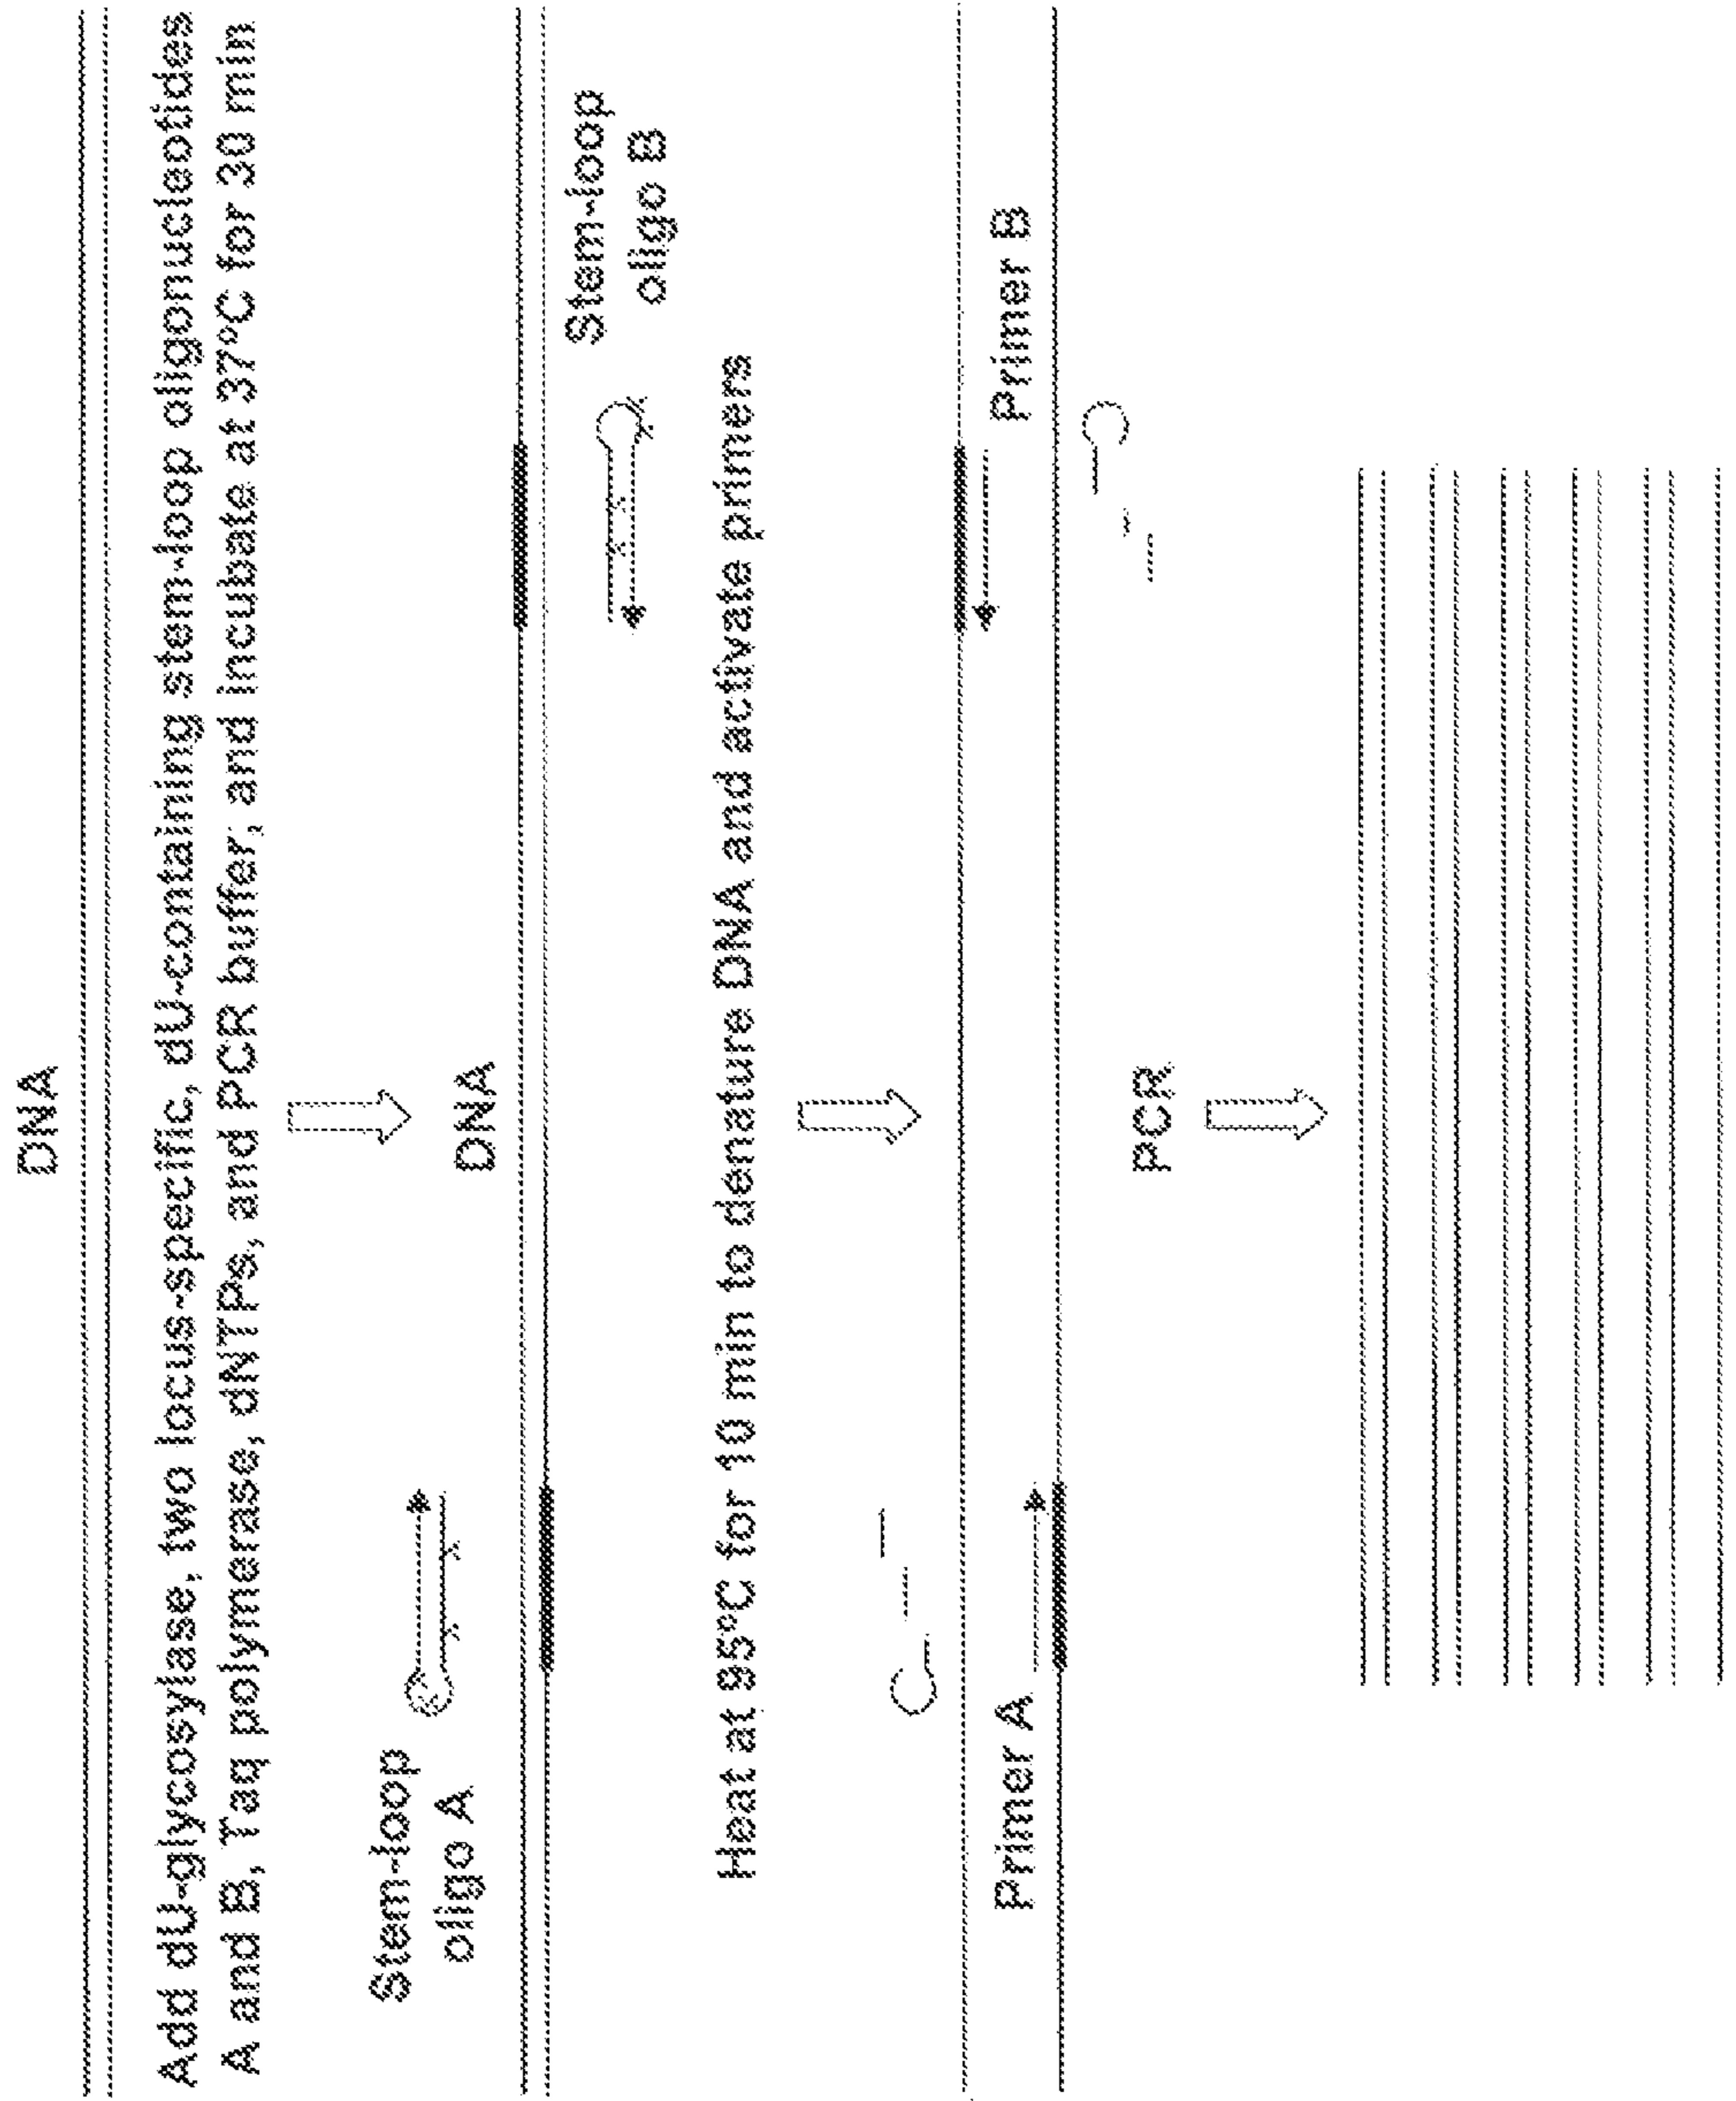 DNA
Add dU-glycosylase, two locus-specific, dU-containing stem-loop oligonucleotides
A and B, Taq polymerase, dNTPs, and PCR buffer, and incubate at 37ºC for 30 min
Stem-loop
oligo A
DNA
Stem-loop
oligo B
Heat at 95ºC for 10 min to denature DNA and activate primers
Primer A
Primer B
PCR